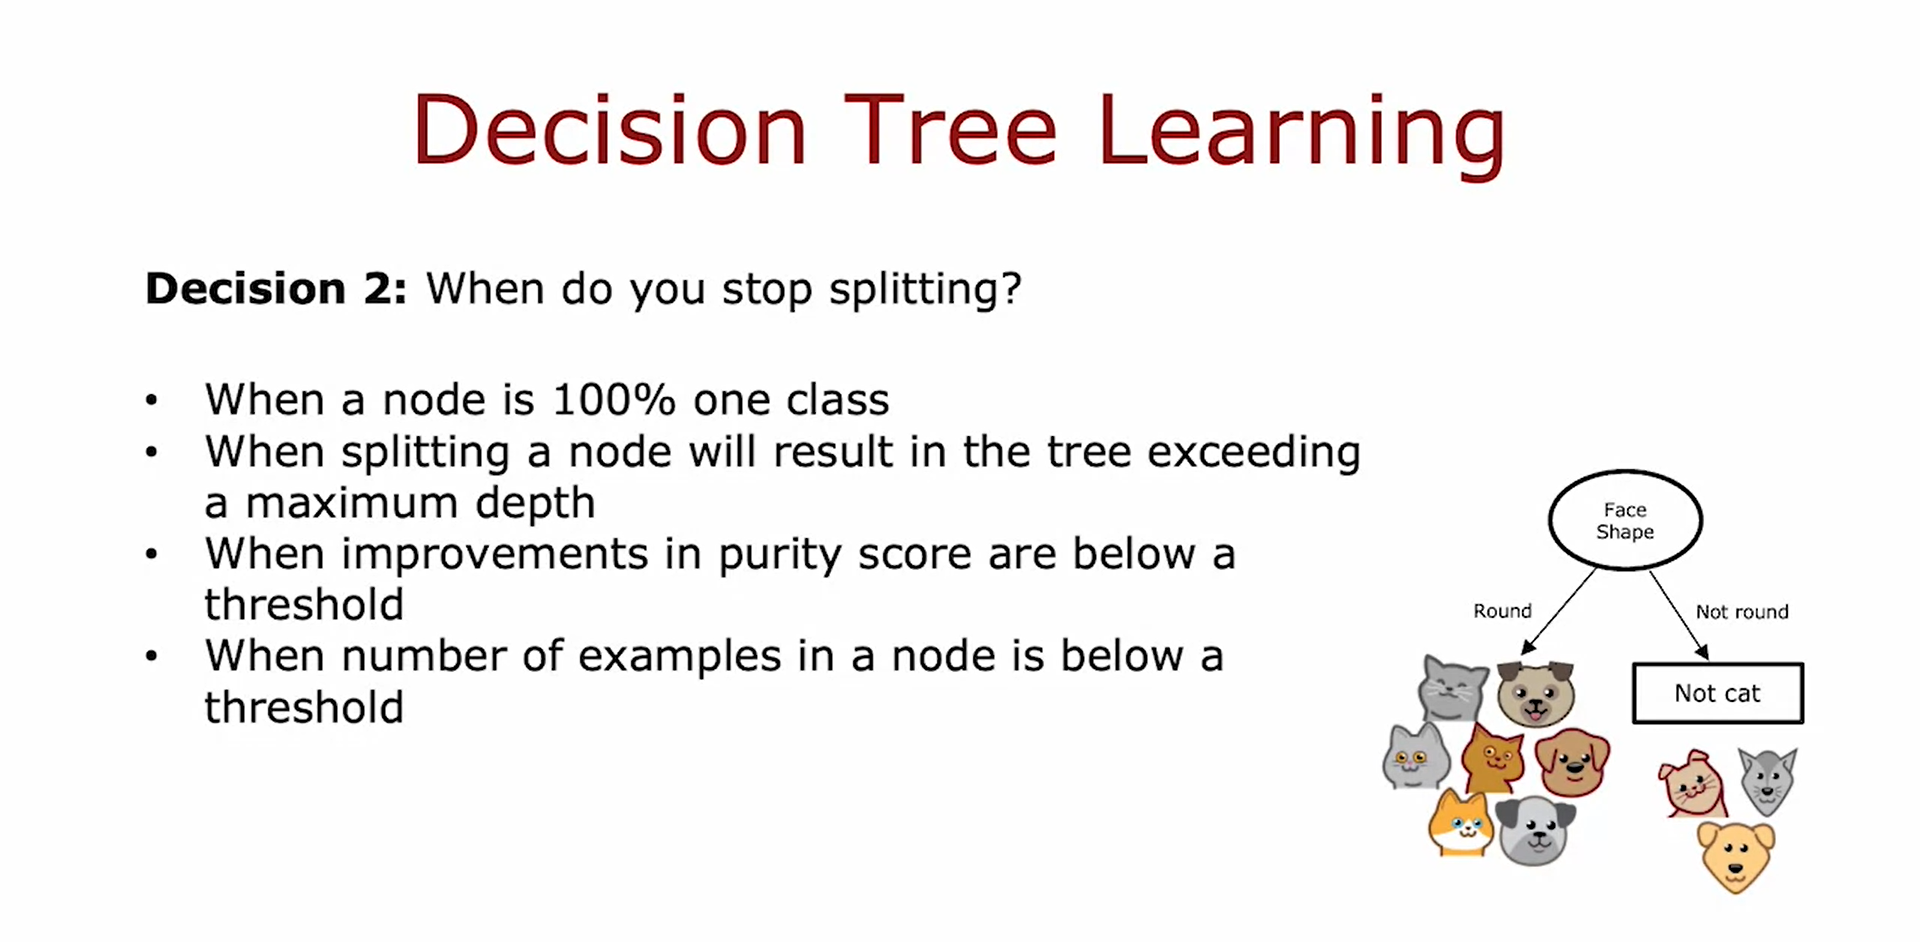 Decision Tree Learning
Decision 2: When do you stop splitting?
• When a node is 100% one class
• When splitting a node will result in the tree exceeding
a maximum depth
• When improvements in purity score are below a
threshold
• When number of examples in a node is below a
threshold
Face
Shape
Round
Not round
Not cat